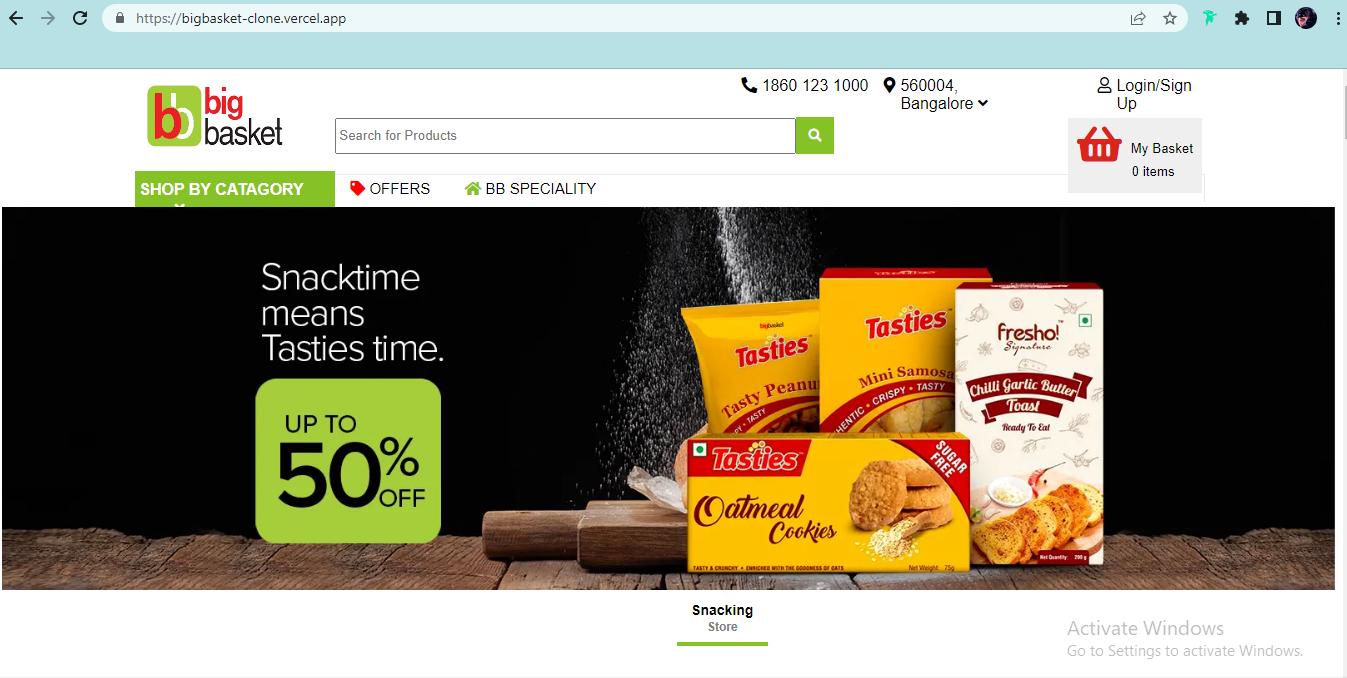 https://bigbasket-clone.vercel.app
1860 123 1000
560004,
Bangalore
Login/Sign
Up
bb
big
basket
Search for Products
My Basket
0 items
SHOP BY CATAGORY
OFFERS
BB SPECIALITY
Snacktime
means
Tasties time.
UP TO
50%
OFF
bigbasket
Tasties
Tasty Peanu
TASTY
Tasties
Mini Samosa
HENTIC • CRISPY • TASTY
fresho!
Signature
Chilli Garlic Butter
Toast
Ready To Eat
Net Quantity: 200 g
Tasties
SUGAR
FREE
Oatmeal
Cookies
TASTY & CRUNCHY • ENRICHED WITH THE GOODNESS OF OATS
Net Weight 75g
Snacking
Store
Activate Windows
Go to Settings to activate Windows.